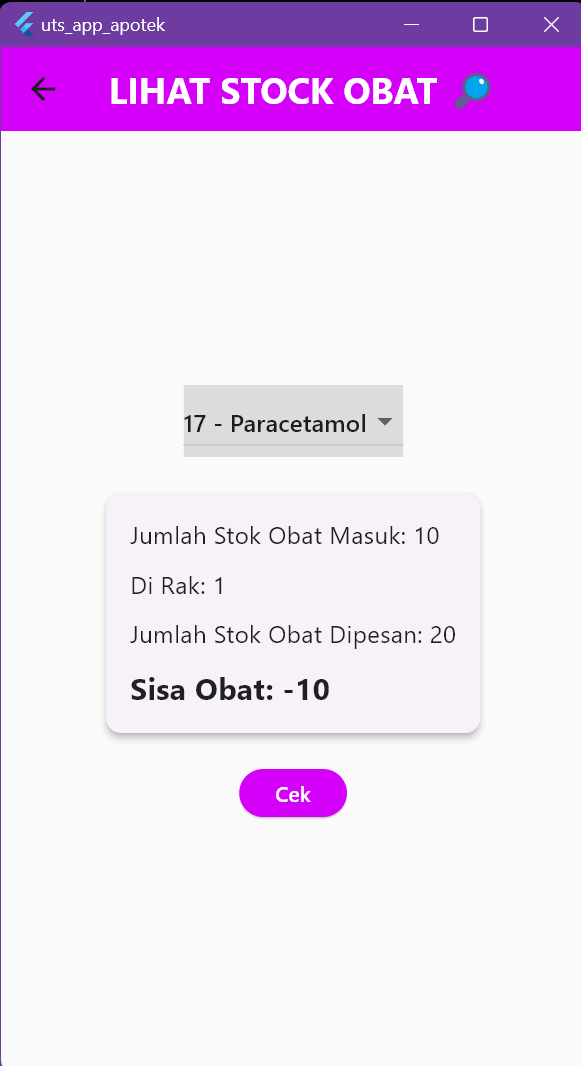 uts_app_apotek
LIHAT STOCK OBAT 🔎
17 - Paracetamol
Jumlah Stok Obat Masuk: 10
Di Rak: 1
Jumlah Stok Obat Dipesan: 20
Sisa Obat: -10
Cek